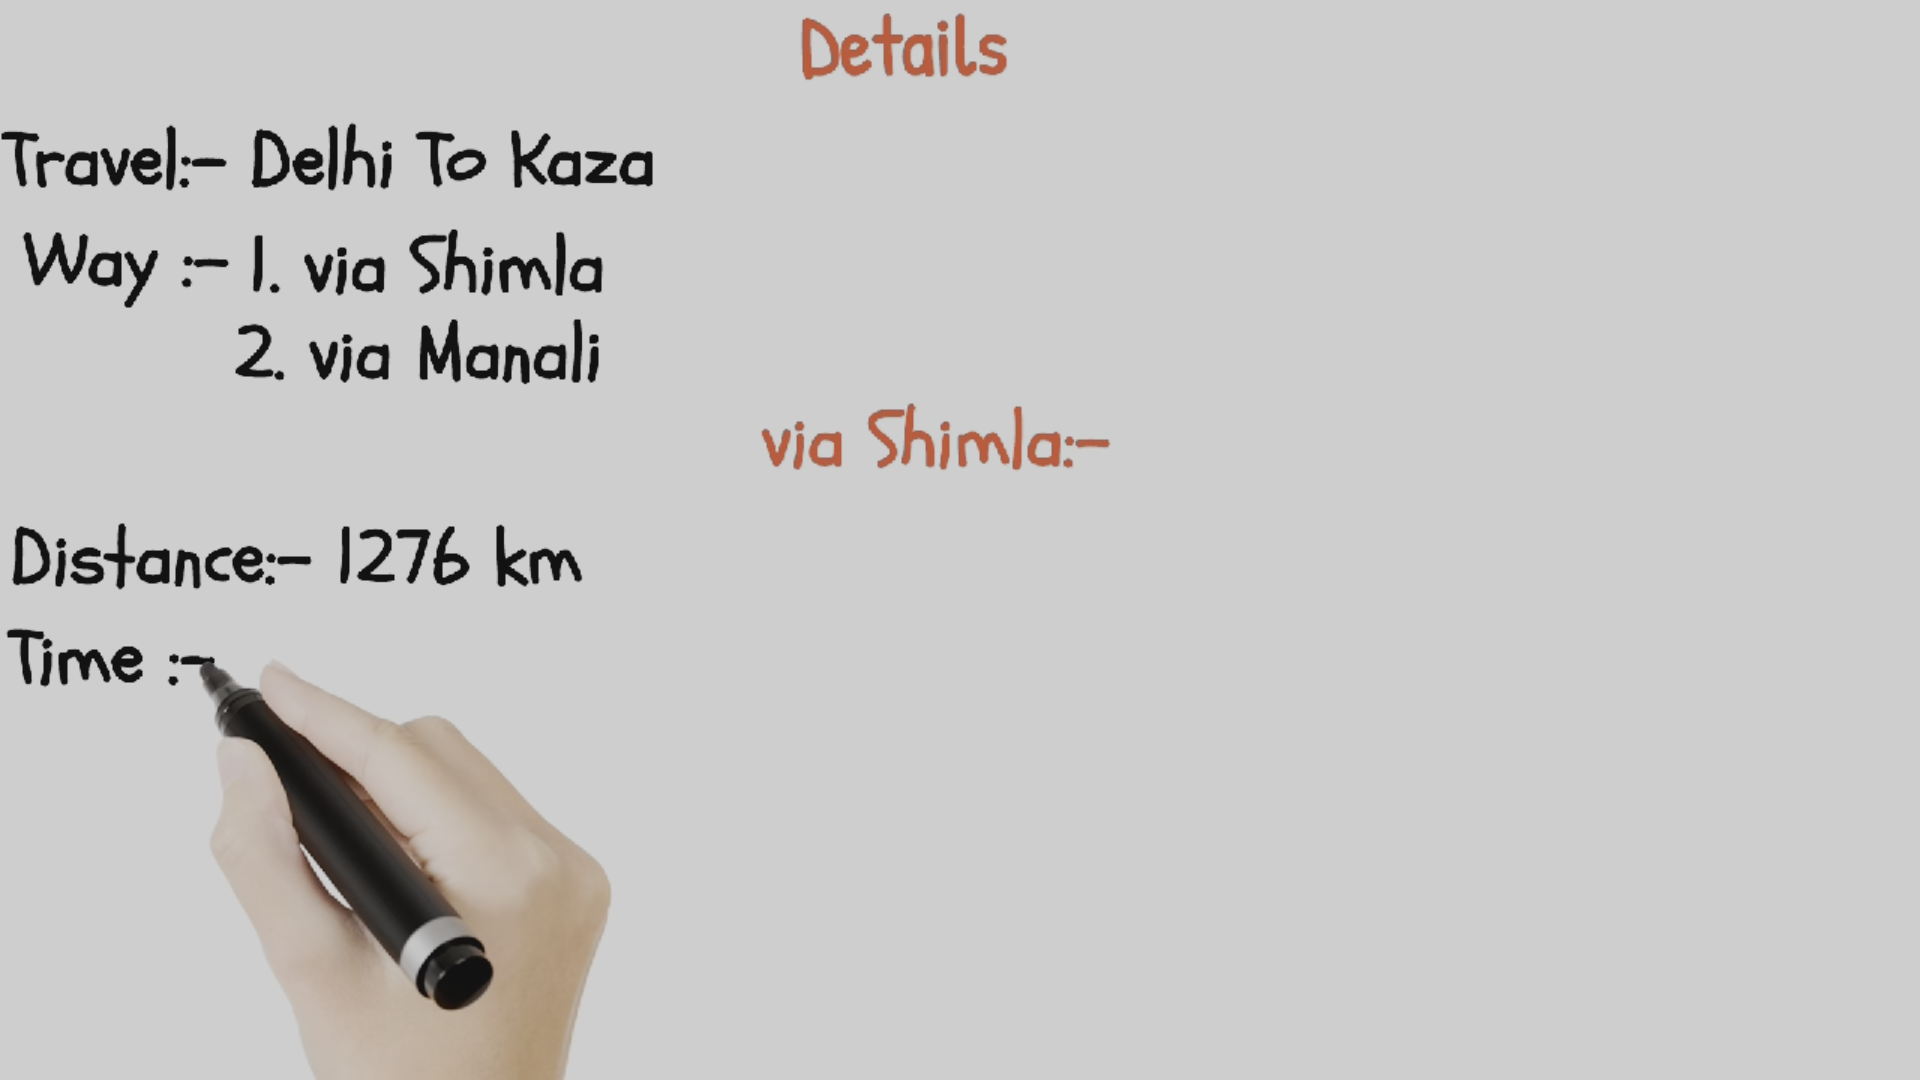 Details
Travel:- Delhi To Kaza
Way :- 1. via Shimla
2. via Manali
via Shimla:-
Distance:- 1276 km
Time :-